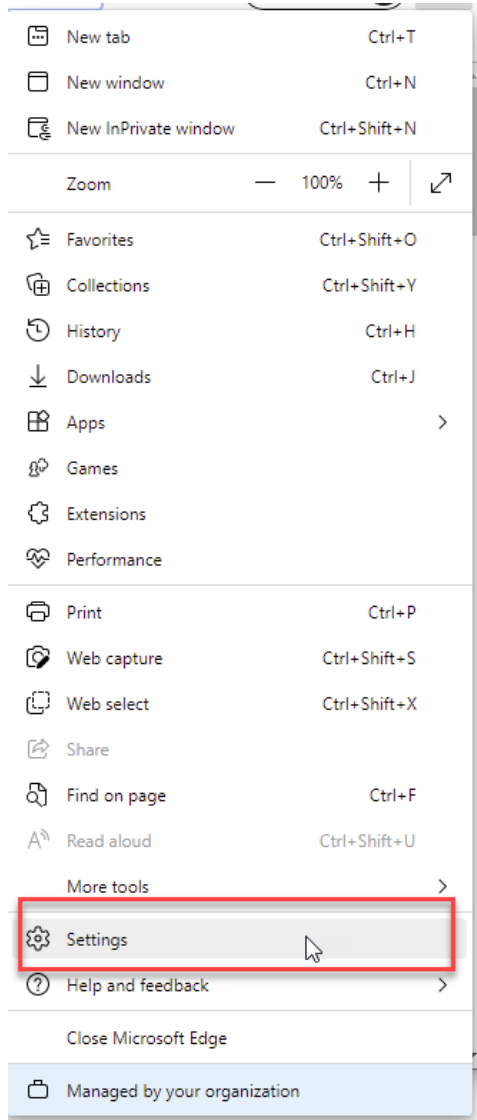 New tab Ctrl+T
New window Ctrl+N
New InPrivate window Ctrl+Shift+N
Zoom — 100% +
Favorites Ctrl+Shift+O
Collections Ctrl+Shift+Y
History Ctrl+H
Downloads Ctrl+J
Apps
Games
Extensions
Performance
Print Ctrl+P
Web capture Ctrl+Shift+S
Web select Ctrl+Shift+X
Share
Find on page Ctrl+F
Read aloud Ctrl+Shift+U
More tools
Settings
Help and feedback
Close Microsoft Edge
Managed by your organization